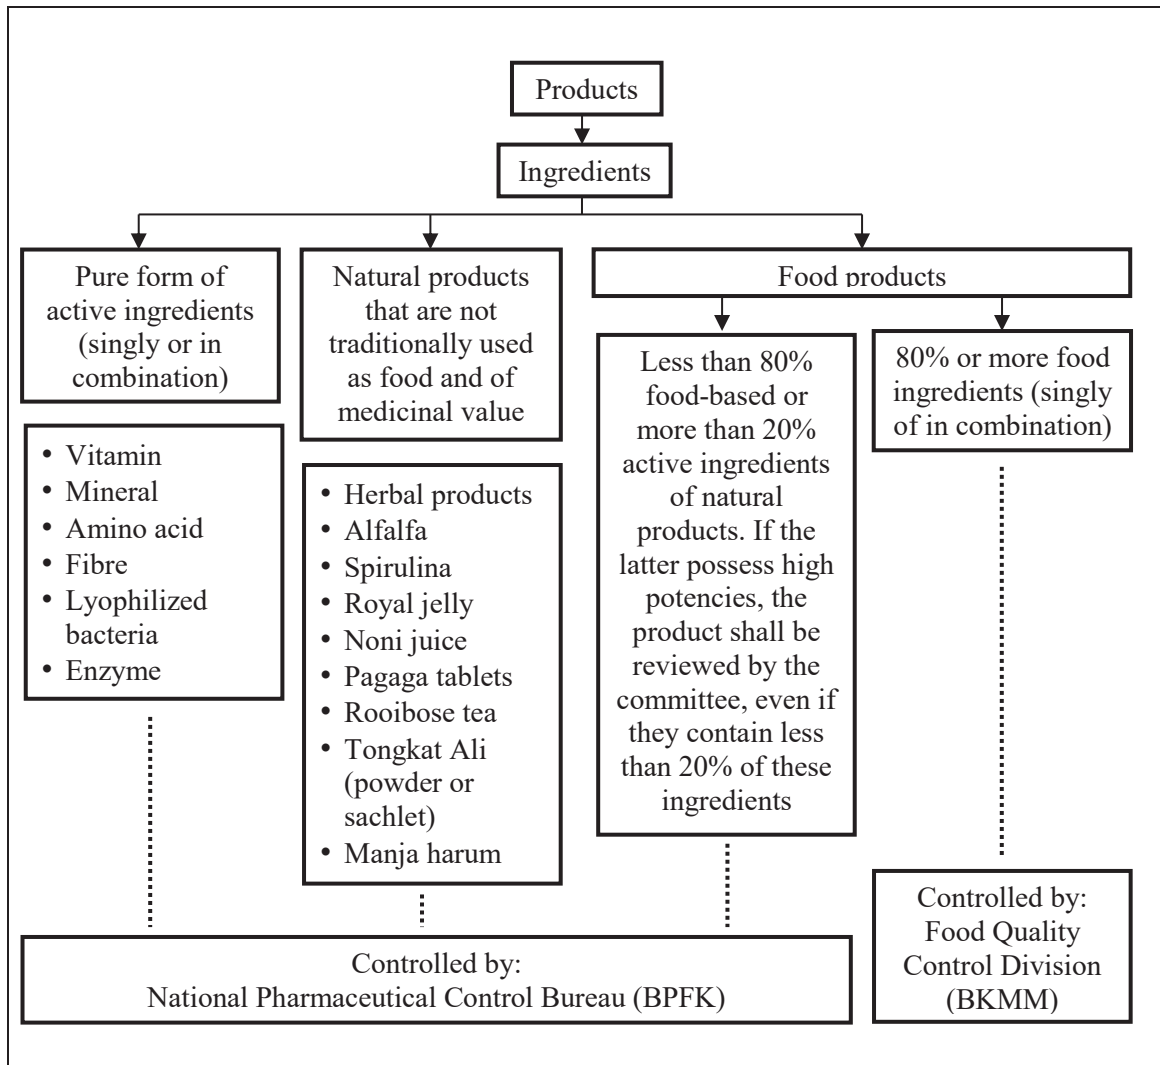 Products
Ingredients
Pure form of
active ingredients
(singly or in
combination)
• Vitamin
• Mineral
• Amino acid
• Fibre
• Lyophilized
bacteria
• Enzyme
Natural products
that are not
traditionally used
as food and of
medicinal value
• Herbal products
• Alfalfa
• Spirulina
• Royal jelly
• Noni juice
• Pagaga tablets
• Rooibose tea
• Tongkat Ali
(powder or
sachlet)
• Manja harum
Food products
Less than 80%
food-based or
more than 20%
active ingredients
of natural
products. If the
latter possess high
potencies, the
product shall be
reviewed by the
committee, even if
they contain less
than 20% of these
ingredients
80% or more food
ingredients (singly
of in combination)
Controlled by:
National Pharmaceutical Control Bureau (BPFK)
Controlled by:
Food Quality
Control Division
(BKMM)